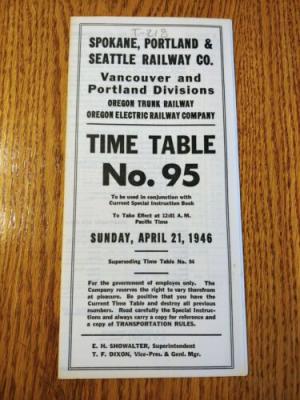 T-218
SPOKANE, PORTLAND &
SEATTLE RAILWAY CO.
Vancouver and
Portland Divisions
OREGON TRUNK RAILWAY
OREGON ELECTRIC RAILWAY COMPANY
TIME TABLE
No. 95
To be used in conjunction with
Current Special Instruction Book
To Take Effect at 12:01 A. M.
Pacific Time
SUNDAY, APRIL 21, 1946
Superseding Time Table No. 94
For the government of employes only. The
Company reserves the right to vary therefrom
at pleasure. Be positive that you have the
Current Time Table and destroy all previous
numbers. Read carefully the Special Instruc-
tions and always carry a copy for reference and
a copy of TRANSPORTATION RULES.
E. H. SHOWALTER, Superintendent
T. F. DIXON, Vice-Pres. & Genl. Mgr.